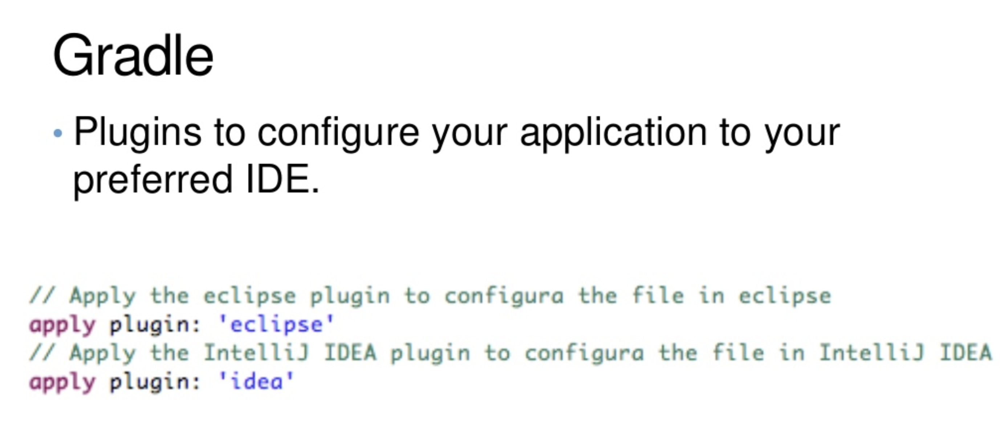 Gradle
• Plugins to configure your application to your
preferred IDE.
// Apply the eclipse plugin to configura the file in eclipse
apply plugin: 'eclipse'
// Apply the IntelliJ IDEA plugin to configura the file in IntelliJ IDEA
apply plugin: 'idea'